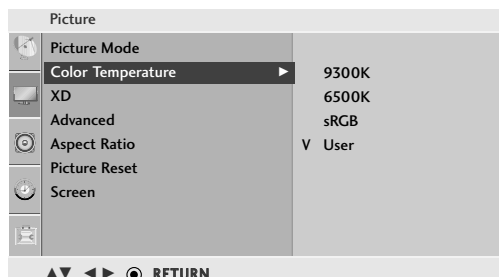 Picture
Picture Mode
Color Temperature ► 9300K
XD 6500K
Advanced sRGB
Aspect Ratio V User
Picture Reset
Screen
▲▼ ◄► ◉ RETURN